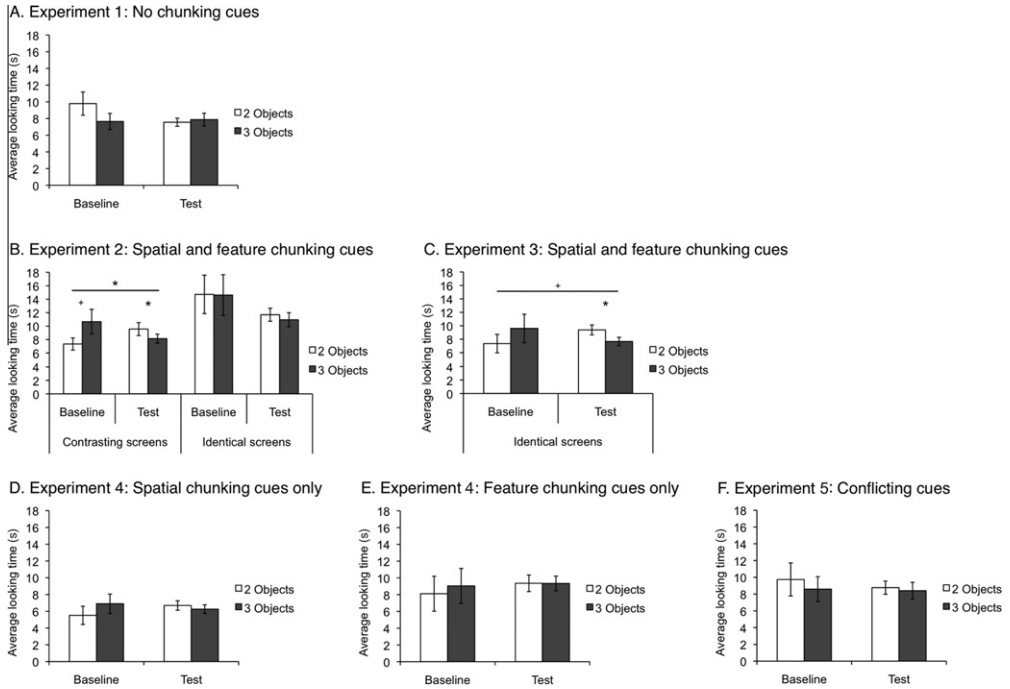 A. Experiment 1: No chunking cues
Average looking time (s)
18
16
14
12
10
8
6
4
2
0
Baseline
Test
2 Objects
3 Objects
B. Experiment 2: Spatial and feature chunking cues
Average looking time (s)
18
16
14
12
10
8
6
4
2
0
*
+
*
Baseline
Test
Baseline
Test
Contrasting screens
Identical screens
2 Objects
3 Objects
C. Experiment 3: Spatial and feature chunking cues
Average looking time (s)
18
16
14
12
10
8
6
4
2
0
+
*
Baseline
Test
Identical screens
2 Objects
3 Objects
D. Experiment 4: Spatial chunking cues only
Average looking time (s)
18
16
14
12
10
8
6
4
2
0
Baseline
Test
2 Objects
3 Objects
E. Experiment 4: Feature chunking cues only
Average looking time (s)
18
16
14
12
10
8
6
4
2
0
Baseline
Test
2 Objects
3 Objects
F. Experiment 5: Conflicting cues
Average looking time (s)
18
16
14
12
10
8
6
4
2
0
Baseline
Test
2 Objects
3 Objects